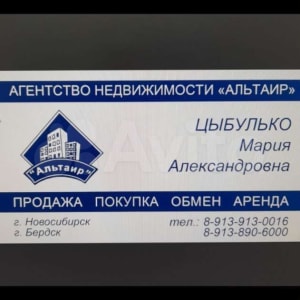 АГЕНТСТВО НЕДВИЖИМОСТИ «АЛЬТАИР»
ЦЫБУЛЬКО
Мария
Александровна
"Альтаир"
Avito
ПРОДАЖА ПОКУПКА ОБМЕН АРЕНДА
г. Новосибирск тел.: 8-913-913-0016
г. Бердск 8-913-890-6000